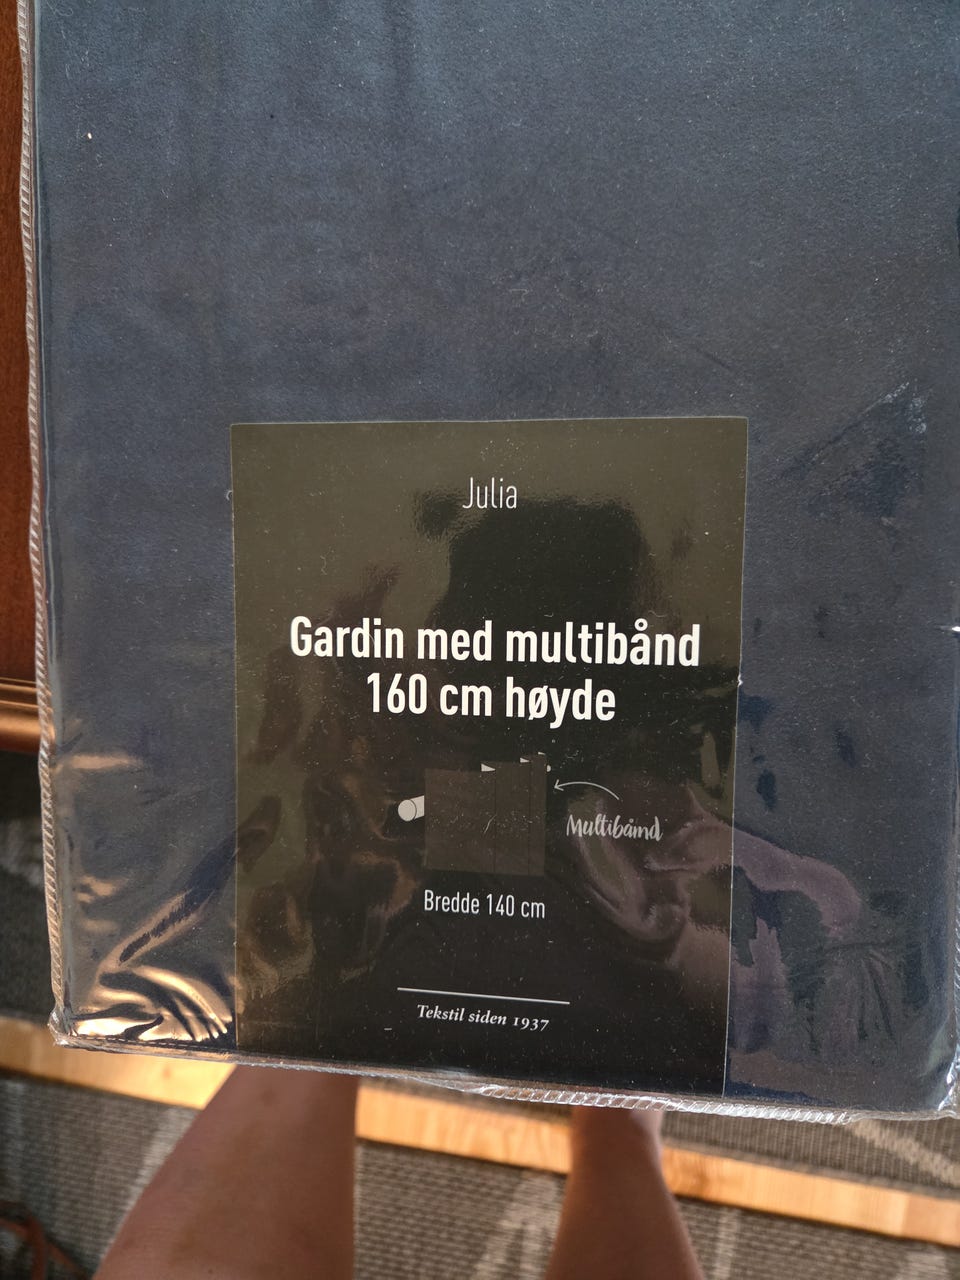 Julia
Gardin med multibånd
160 cm høyde
Multibånd
Bredde 140 cm
Tekstil siden 1937